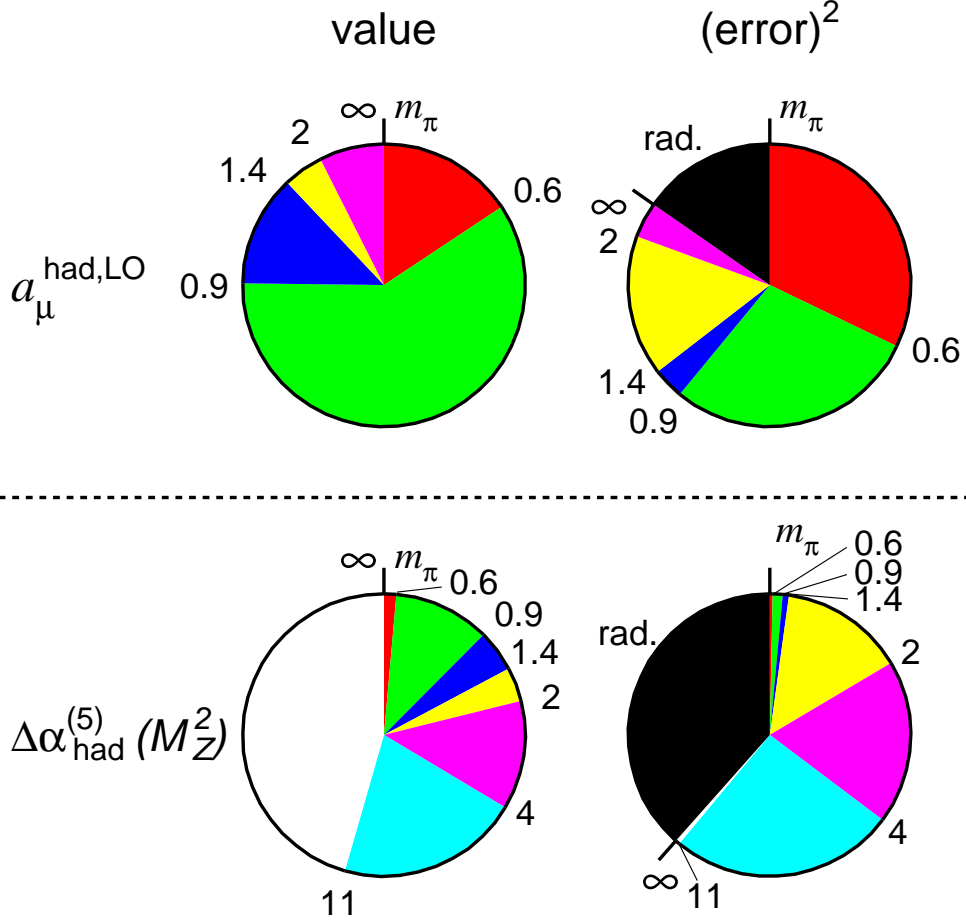 value (error)²
∞ mπ rad. mπ
2
1.4 0.6
∞
2
aμ^had,LO 0.9
0.6
1.4
0.9
∞ mπ mπ 0.6
0.6 0.9
0.9 1.4
rad.
1.4 2
2
Δαhad^(5) (M_Z^2)
4 4
11 ∞ 11